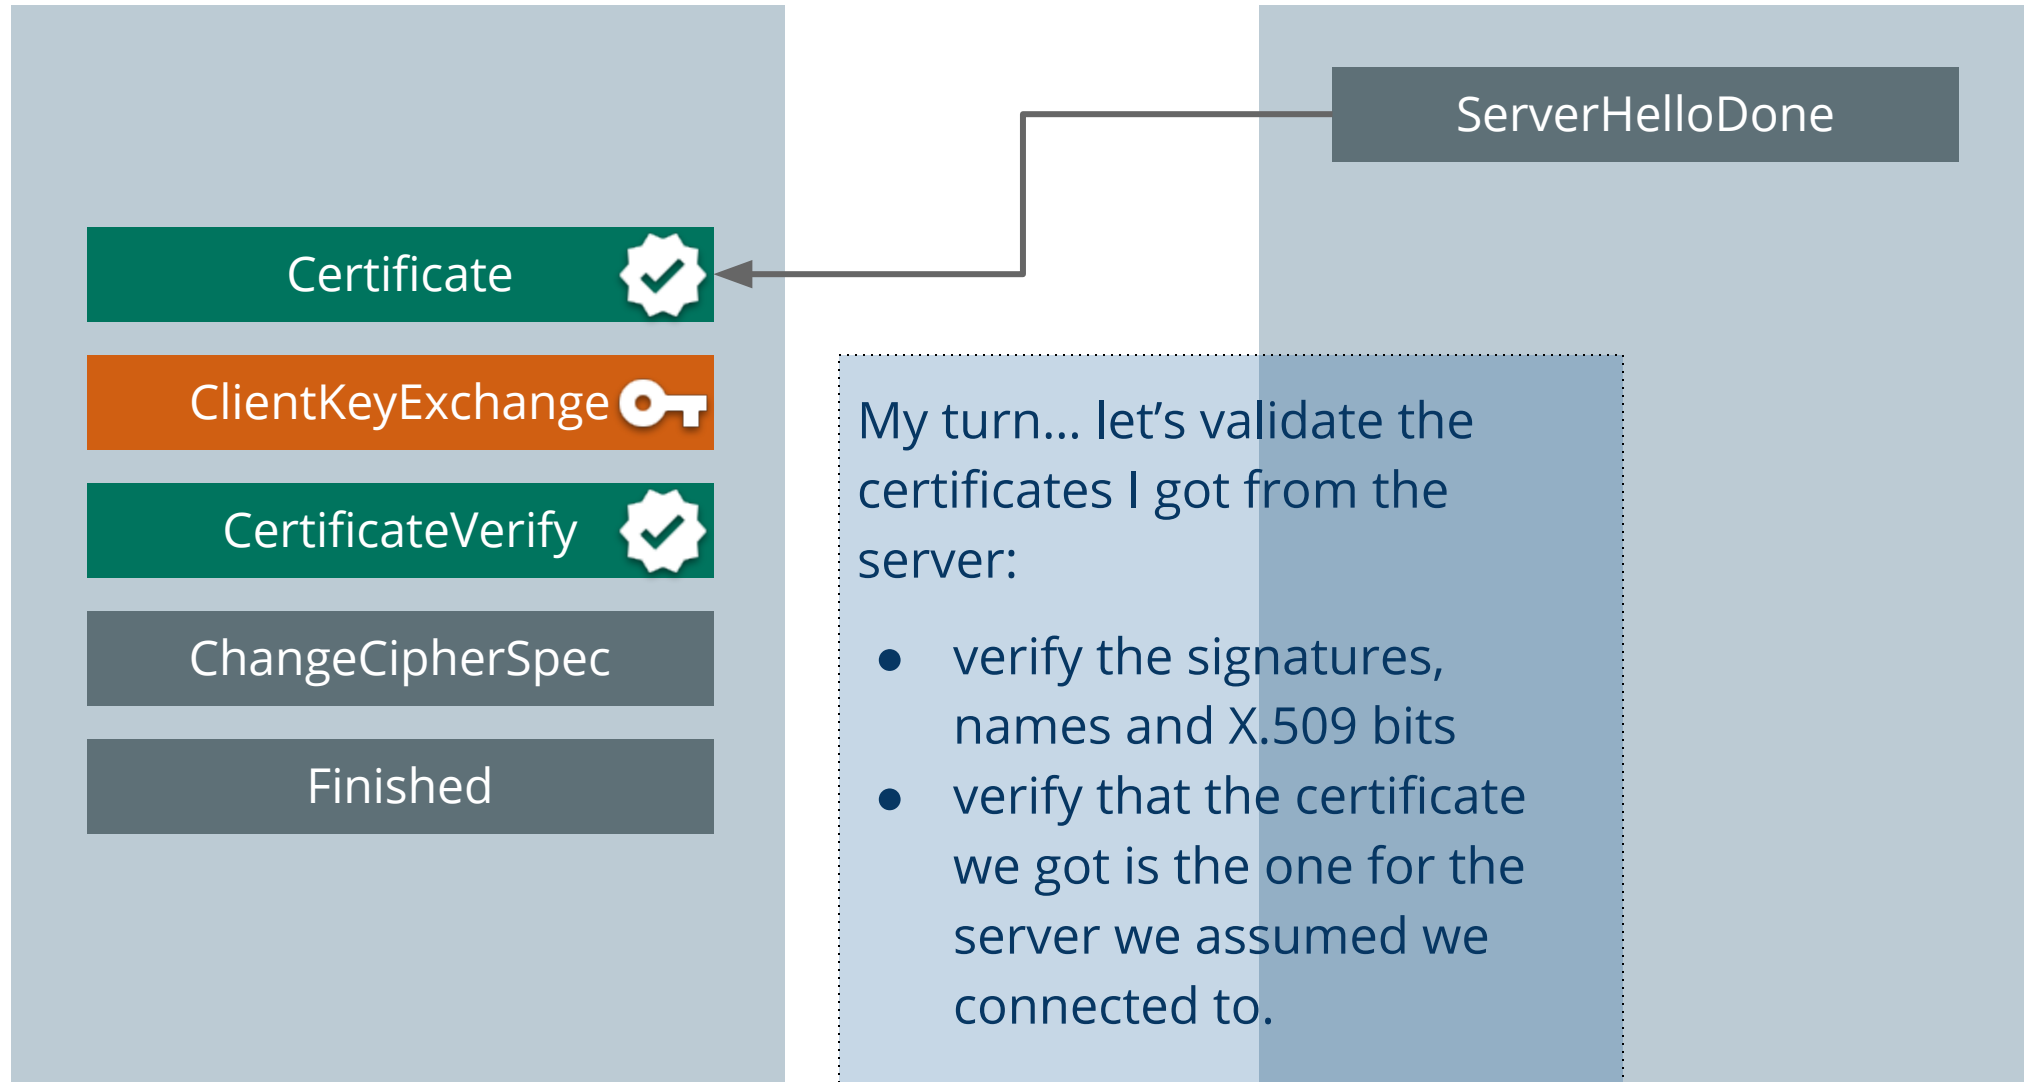 ServerHelloDone
Certificate
ClientKeyExchange
CertificateVerify
ChangeCipherSpec
Finished
My turn... let’s validate the
certificates I got from the
server:
● verify the signatures,
names and X.509 bits
● verify that the certificate
we got is the one for the
server we assumed we
connected to.